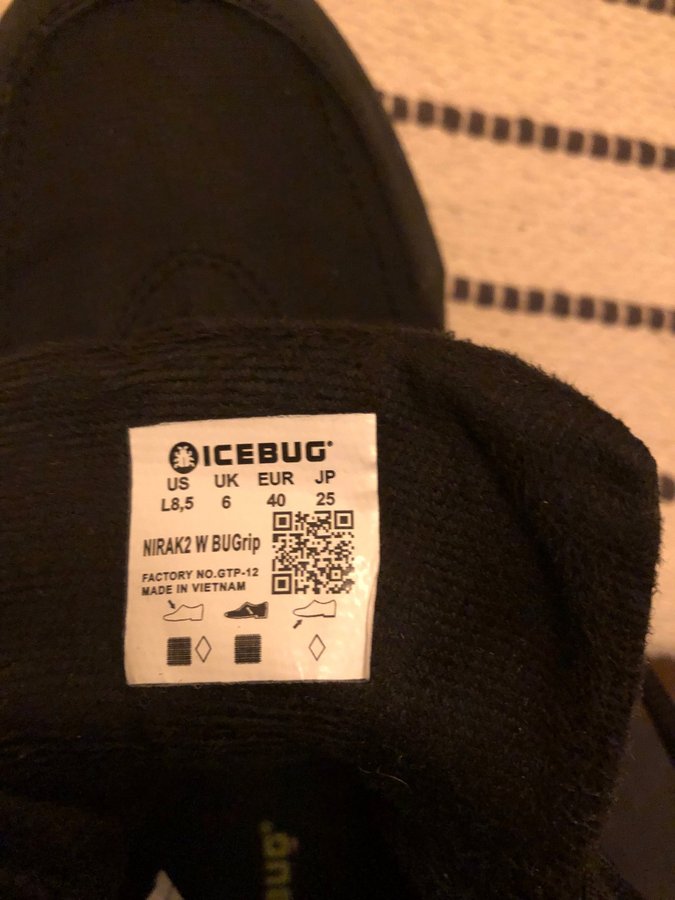 ICEBUG®
US UK EUR JP
L8,5 6 40 25
NIRAK2 W BUGrip
FACTORY NO.GTP-12
MADE IN VIETNAM
bug®